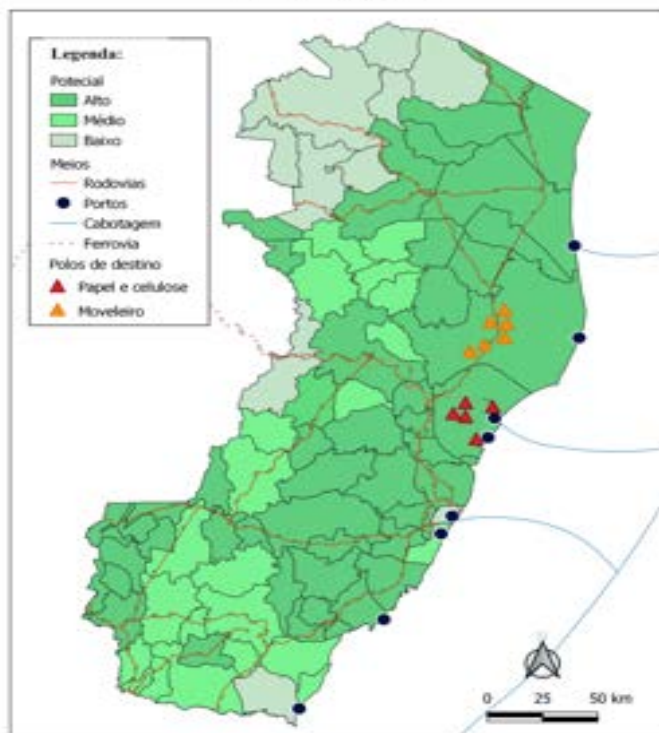 Legenda:
Potecial
Alto
Médio
Baixo
Meios
Rodovias
Portos
Cabotagem
Ferrovia
Polos de destino
Papel e celulose
Moveleiro
0 25 50 km